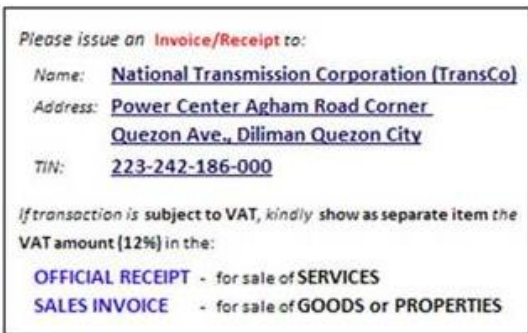 Please issue an Invoice/Receipt to:
Name: National Transmission Corporation (TransCo)
Address: Power Center Agham Road Corner
Quezon Ave., Diliman Quezon City
TIN: 223-242-186-000
If transaction is subject to VAT, kindly show as separate item the
VAT amount (12%) in the:
OFFICIAL RECEIPT - for sale of SERVICES
SALES INVOICE - for sale of GOODS or PROPERTIES